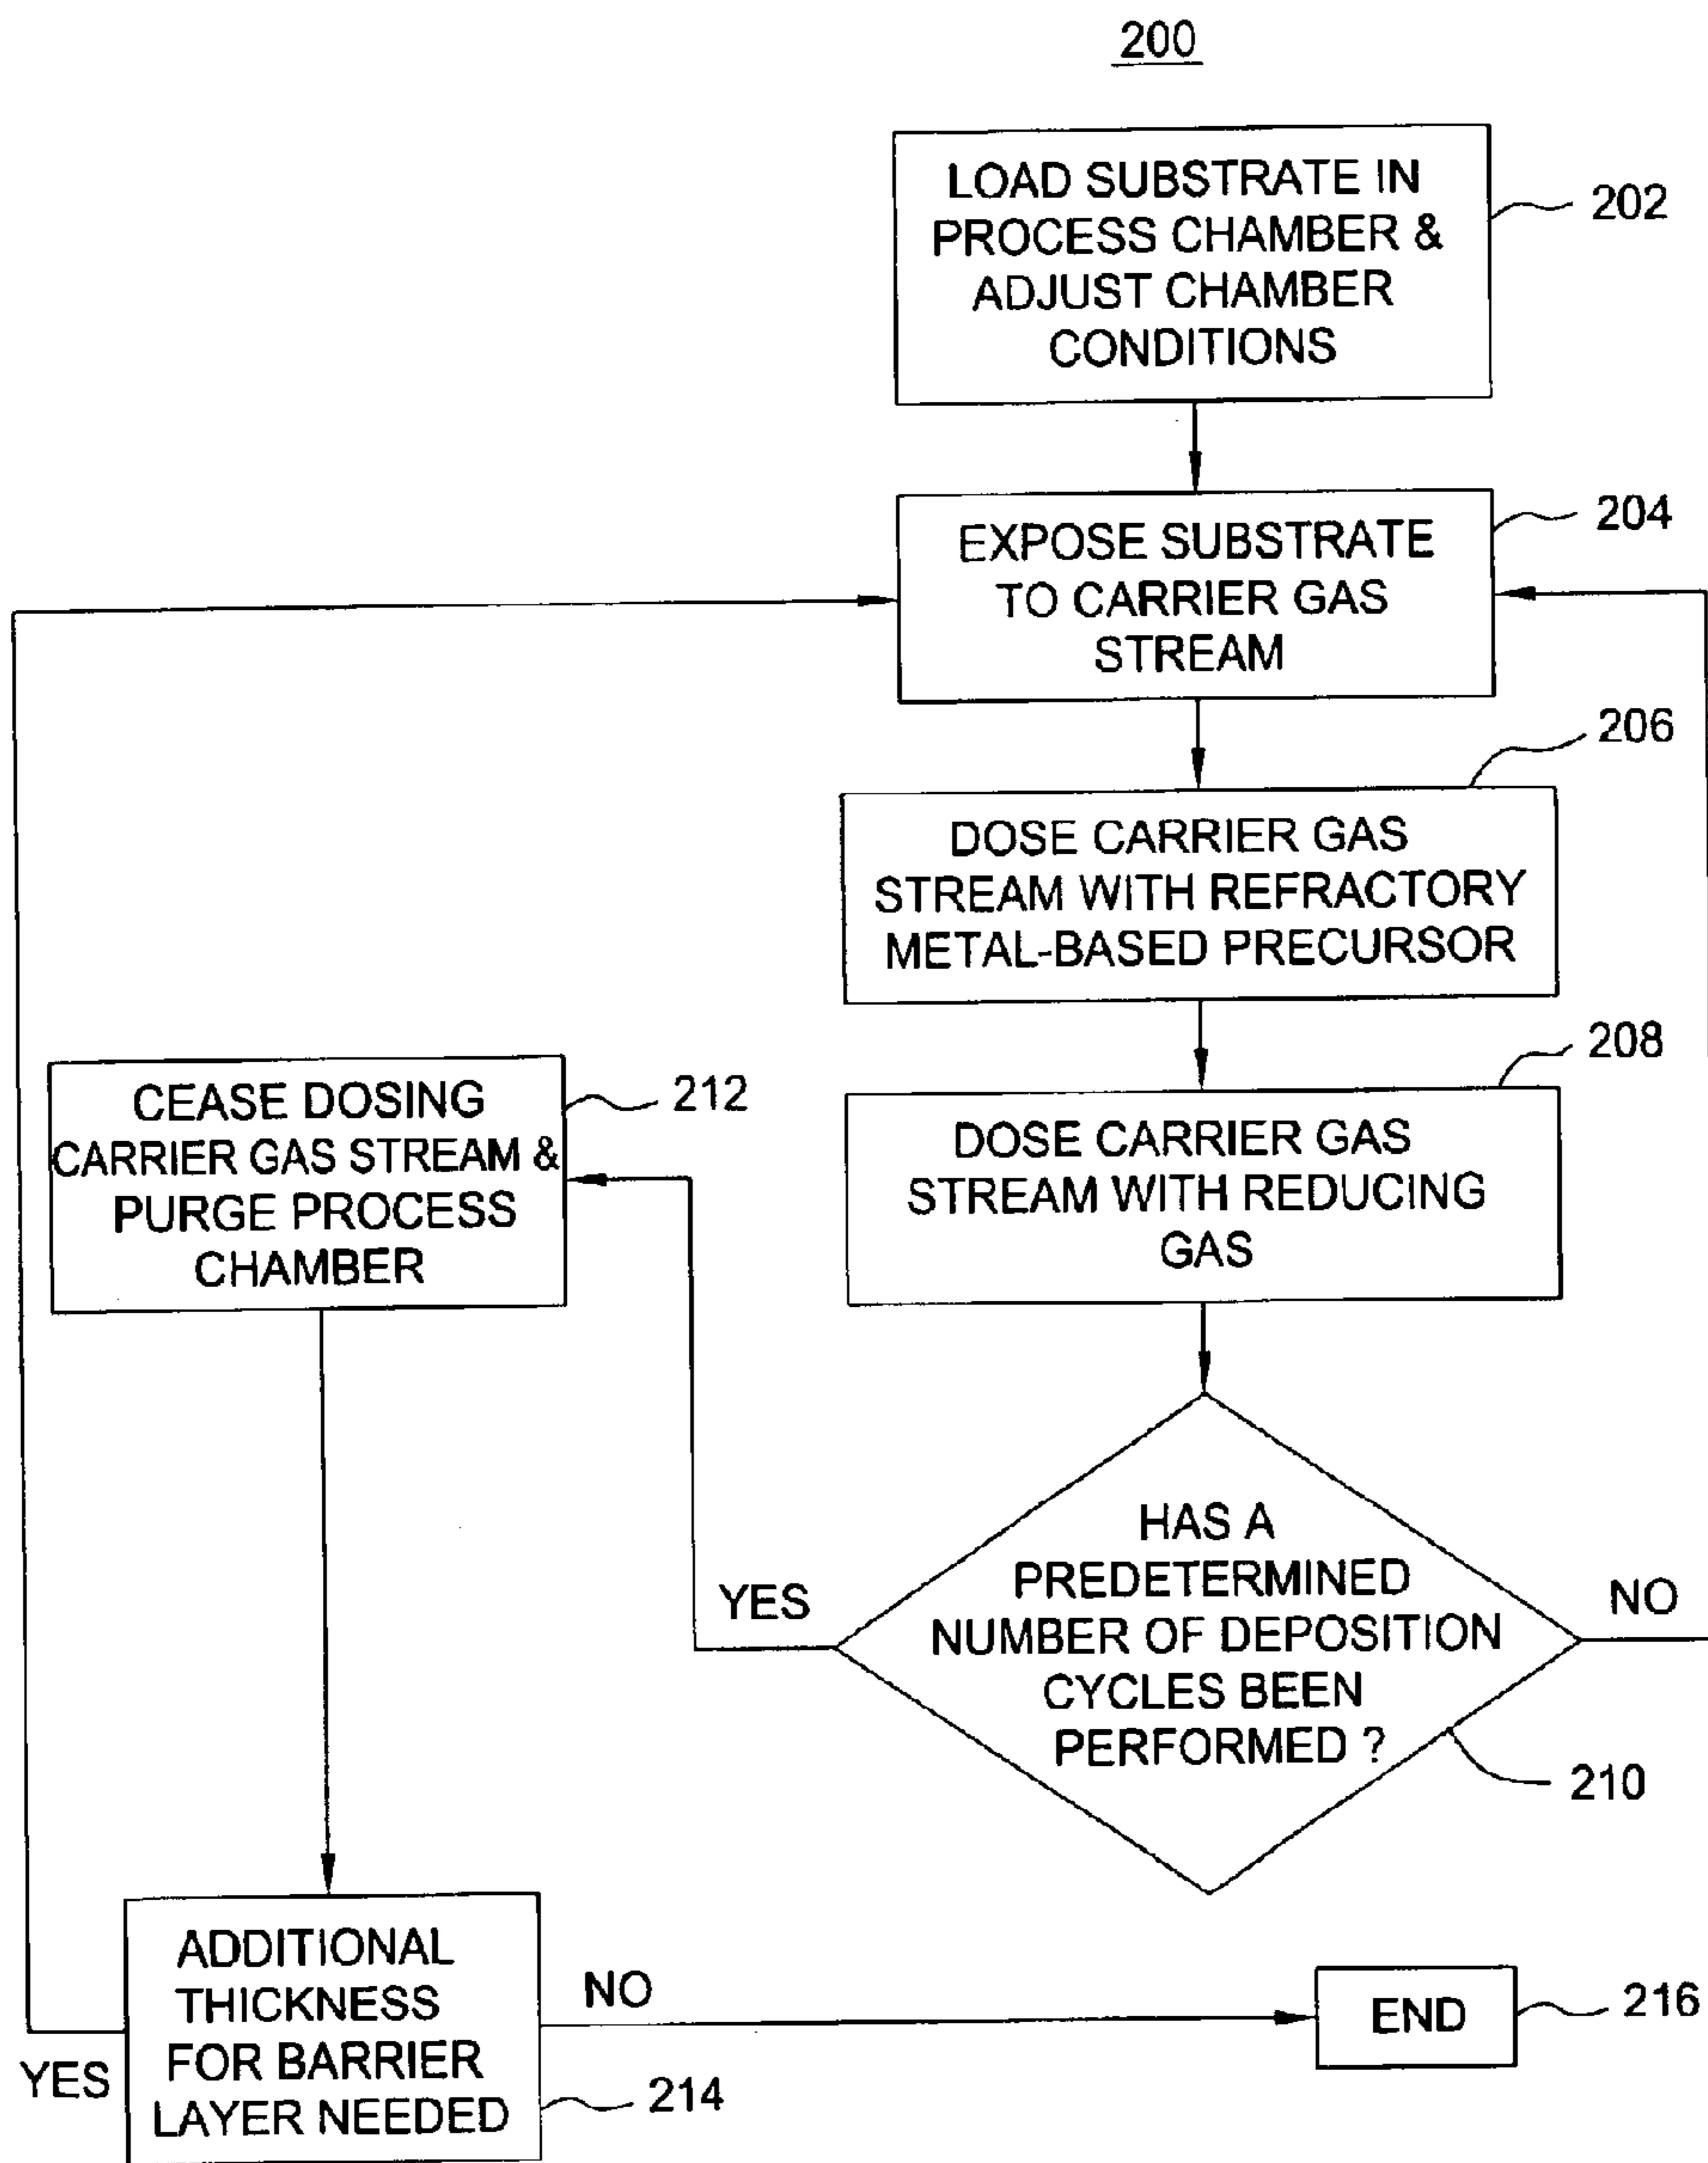 200
LOAD SUBSTRATE IN
PROCESS CHAMBER &
ADJUST CHAMBER
CONDITIONS
202
EXPOSE SUBSTRATE
TO CARRIER GAS
STREAM
204
206
DOSE CARRIER GAS
STREAM WITH REFRACTORY
METAL-BASED PRECURSOR
208
DOSE CARRIER GAS
STREAM WITH REDUCING
GAS
CEASE DOSING
CARRIER GAS STREAM &
PURGE PROCESS
CHAMBER
212
HAS A
PREDETERMINED
NUMBER OF DEPOSITION
CYCLES BEEN
PERFORMED ?
YES
NO
210
ADDITIONAL
THICKNESS
FOR BARRIER
LAYER NEEDED
YES
NO
214
END
216